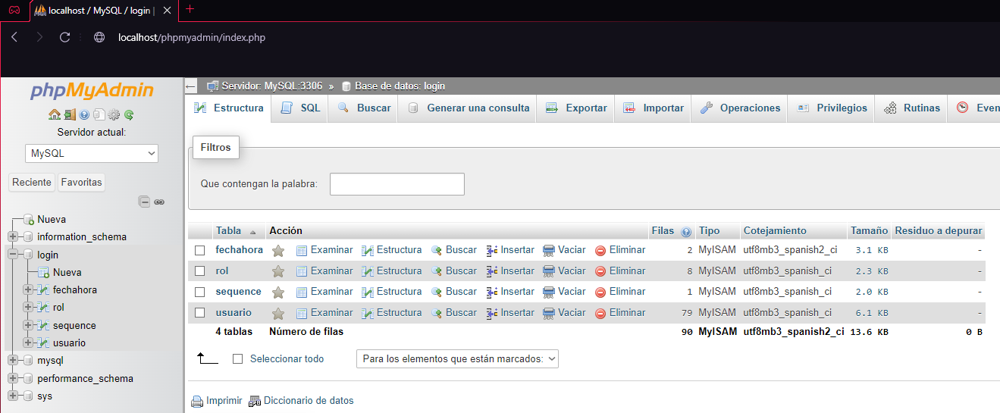 localhost / MySQL / login |
localhost/phpmyadmin/index.php
phpMyAdmin
Servidor actual:
MySQL
Reciente Favoritas
Nueva
information_schema
login
Nueva
fechahora
rol
sequence
usuario
mysql
performance_schema
sys
Servidor: MySQL:3306 » Base de datos: login
Estructura SQL Buscar Generar una consulta Exportar Importar Operaciones Privilegios Rutinas Even
Filtros
Que contengan la palabra:
Tabla Acción Filas Tipo Cotejamiento Tamaño Residuo a depurar
fechahora Examinar Estructura Buscar Insertar Vaciar Eliminar 2 MyISAM utf8mb3_spanish2_ci 3.1 KB -
rol Examinar Estructura Buscar Insertar Vaciar Eliminar 8 MyISAM utf8mb3_spanish_ci 2.3 KB -
sequence Examinar Estructura Buscar Insertar Vaciar Eliminar 1 MyISAM utf8mb3_spanish_ci 2.0 KB -
usuario Examinar Estructura Buscar Insertar Vaciar Eliminar 79 MyISAM utf8mb3_spanish_ci 6.1 KB -
4 tablas Número de filas 90 MyISAM utf8mb3_spanish2_ci 13.6 KB 0 B
Seleccionar todo Para los elementos que están marcados:
Imprimir Diccionario de datos